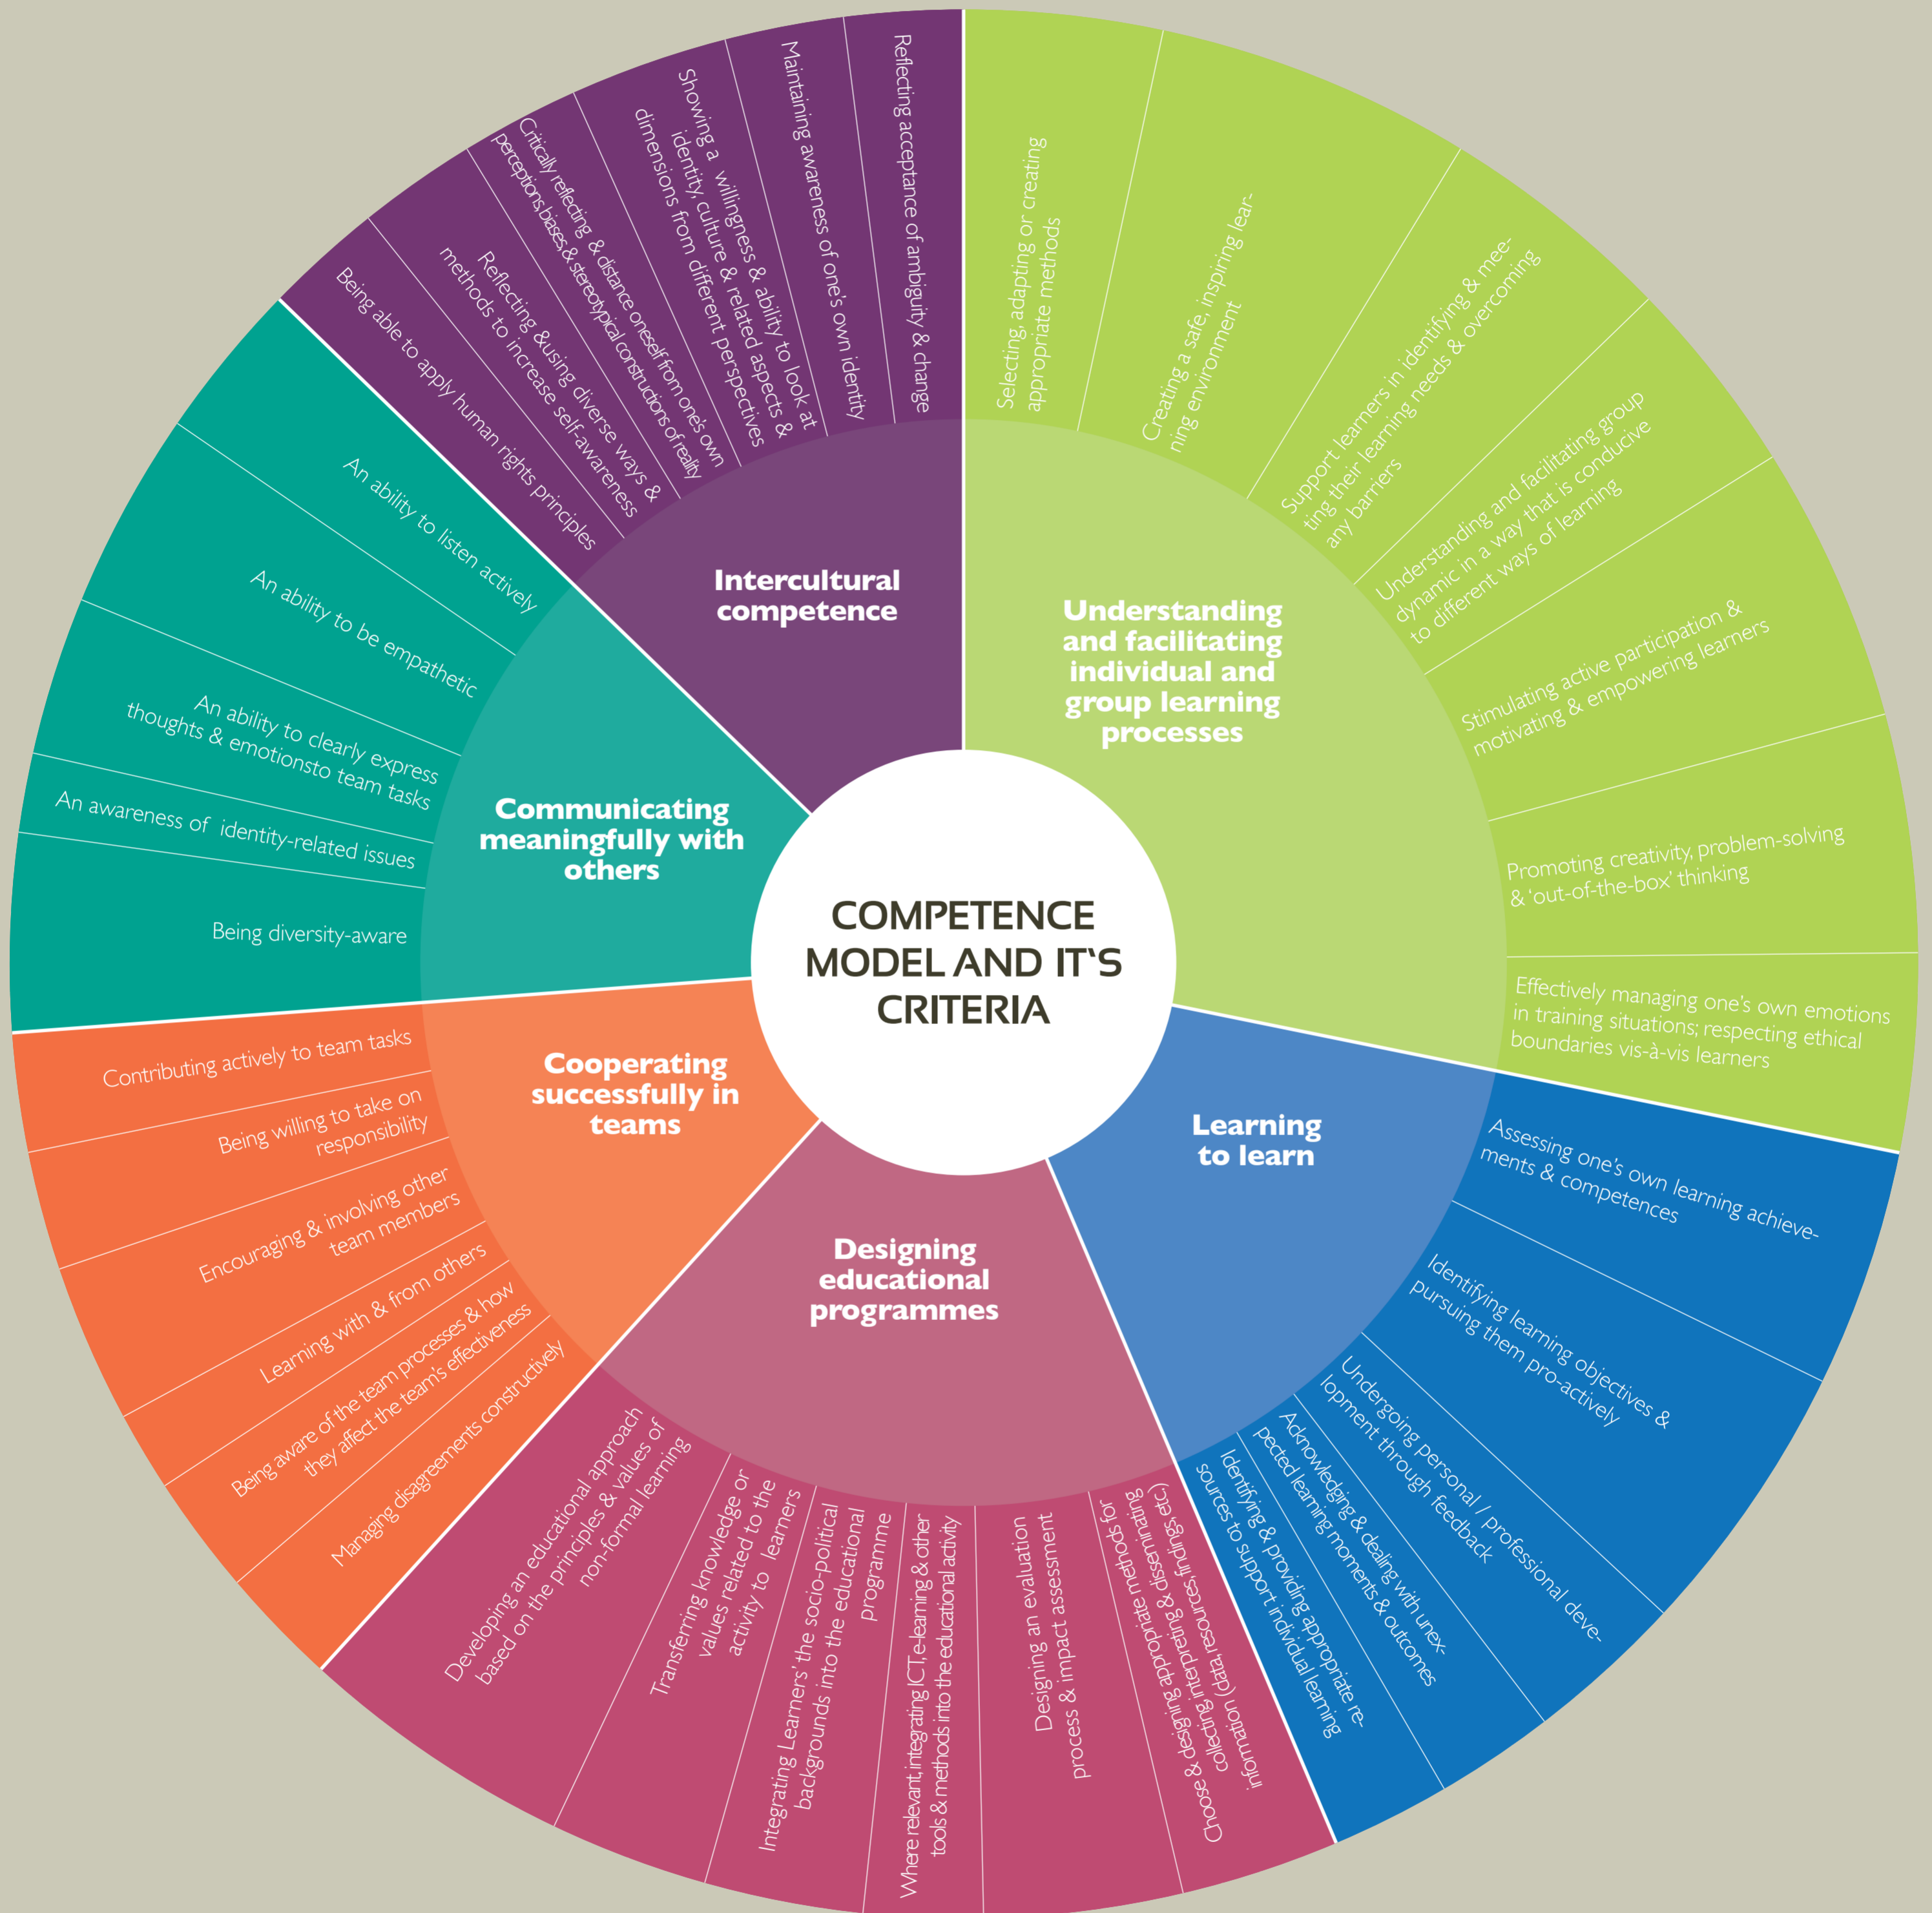 COMPETENCE
MODEL AND IT'S
CRITERIA
Understanding
and facilitating
individual and
group learning
processes
Selecting, adapting or creating
appropriate methods
Creating a safe, inspiring lear-
ning environment
Support learners in identifying & mee-
ting their learning needs & overcoming
any barriers
Understanding and facilitating group
dynamic in a way that is conducive
to different ways of learning
Stimulating active participation &
motivating & empowering learners
Promoting creativity, problem-solving
& ‘out-of-the-box’ thinking
Effectively managing one’s own emotions
in training situations; respecting ethical
boundaries vis-à-vis learners
Learning
to learn
Assessing one’s own learning achieve-
ments & competences
Identifying learning objectives &
pursuing them pro-actively
Undergoing personal / professional deve-
lopment through feedback
Acknowledging & dealing with unex-
pected learning moments & outcomes
Identifying & providing appropriate re-
sources to support individual learning
Designing
educational
programmes
Choose & designing appropriate methods for
collecting, interpreting & disseminating
information (data, resources, findings, etc.)
Designing an evaluation
process & impact assessment
Where relevant, integrating ICT, e-learning & other
tools & methods into the educational activity
Integrating Learners’ the socio-political
backgrounds into the educational
programme
Transferring knowledge or
values related to the
activity to learners
Developing an educational approach
based on the principles & values of
non-formal learning
Cooperating
successfully in
teams
Managing disagreements constructively
Being aware of the team processes & how
they affect the team’s effectiveness
Learning with & from others
Encouraging & involving other
team members
Being willing to take on
responsibility
Contributing actively to team tasks
Communicating
meaningfully with
others
Being diversity-aware
An awareness of identity-related issues
An ability to clearly express
thoughts & emotionsto team tasks
An ability to be empathetic
An ability to listen actively
Intercultural
competence
Being able to apply human rights principles
Reflecting &using diverse ways &
methods to increase self-awareness
Critically reflecting & distance oneself from one’s own
perceptions, biases, & stereotypical constructions of reality
Showing a willingness & ability to look at
identity, culture & related aspects &
dimensions from different perspectives
Maintaining awareness of one’s own identity
Reflecting acceptance of ambiguity & change